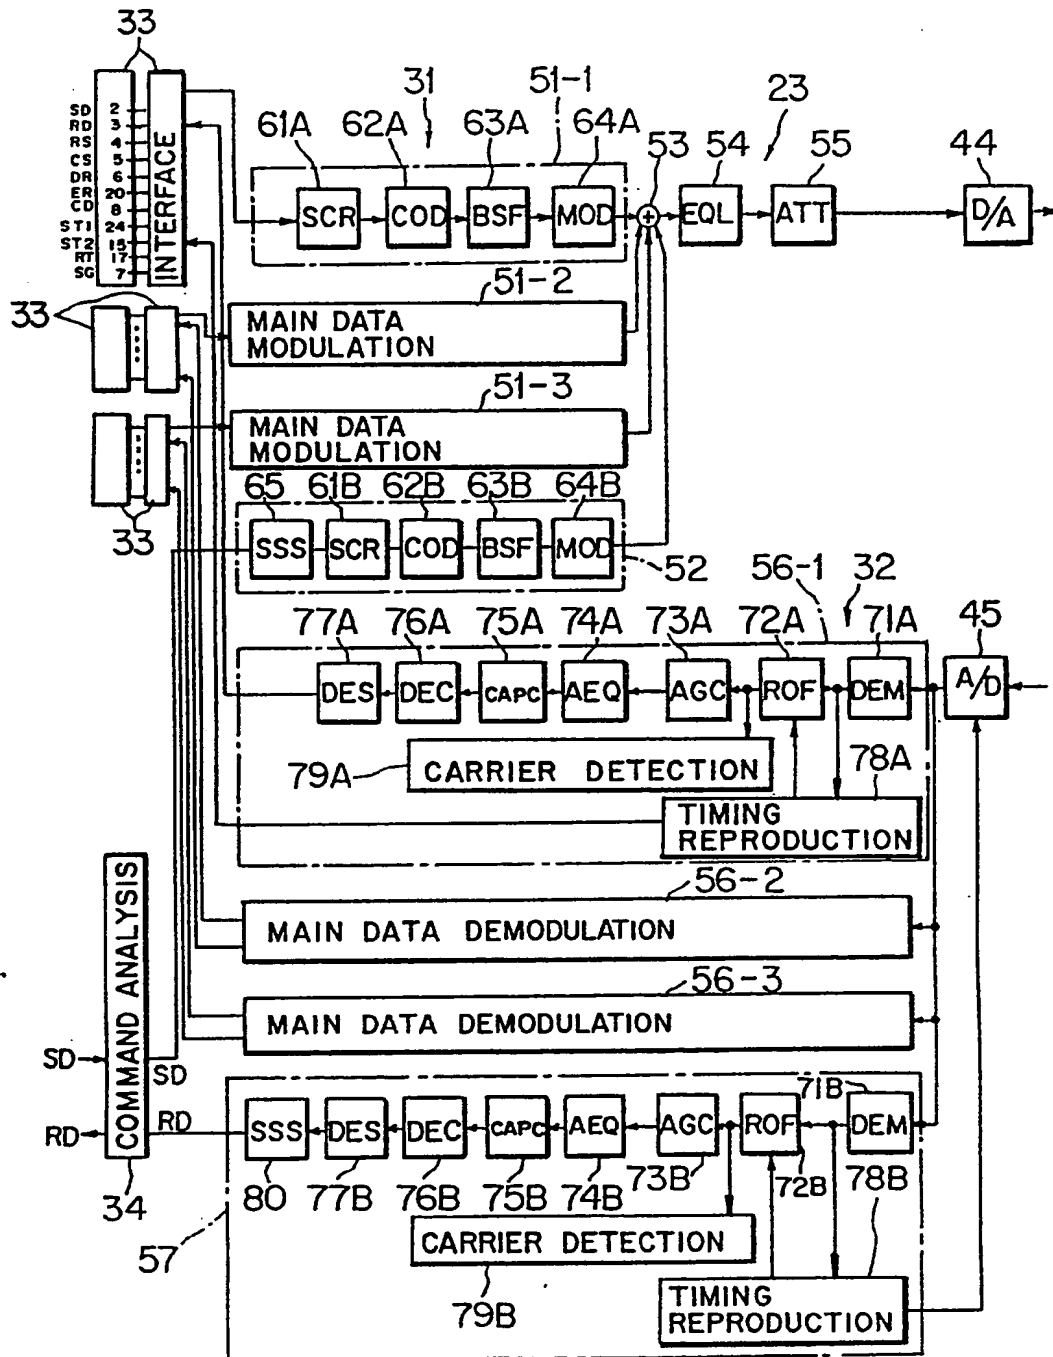 33
31
51-1
23
61A
62A
63A
64A
53
54
55
44
SD 2
RD 3
RS 4
CS 5
DR 6
ER 20
CD 8
ST1 24
ST2 15
RT 17
SG 7
INTERFACE
SCR
COD
BSF
MOD
+
EQL
ATT
D/A
33
51-2
MAIN DATA
MODULATION
51-3
MAIN DATA
MODULATION
33
65
61B
62B
63B
64B
SSS
SCR
COD
BSF
MOD
52
56-1
32
77A
76A
75A
74A
73A
72A
71A
45
DES
DEC
CAPC
AEQ
AGC
ROF
DEM
A/D
79A
CARRIER DETECTION
78A
TIMING
REPRODUCTION
56-2
MAIN DATA DEMODULATION
56-3
MAIN DATA DEMODULATION
COMMAND ANALYSIS
SD
SD
RD
RD
34
71B
SSS
DES
DEC
CAPC
AEQ
AGC
ROF
DEM
80
77B
76B
75B
74B
73B
72B
78B
57
CARRIER DETECTION
79B
TIMING
REPRODUCTION